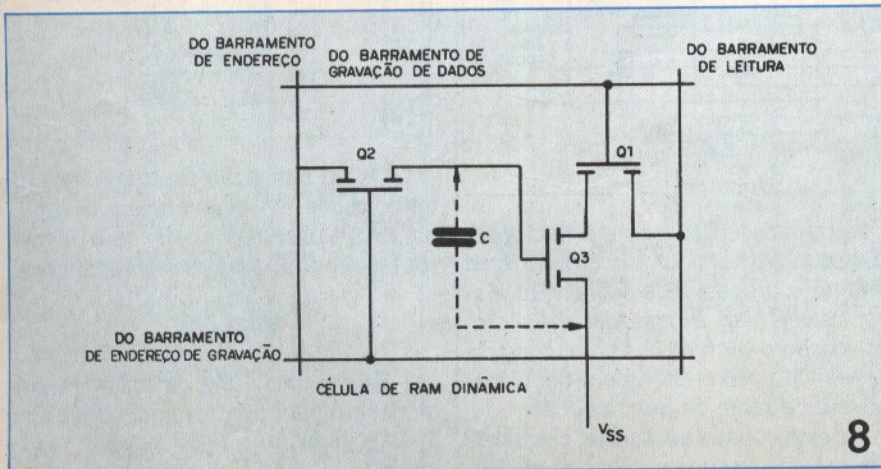 DO BARRAMENTO
DE ENDEREÇO
DO BARRAMENTO DE
GRAVAÇÃO DE DADOS
DO BARRAMENTO
DE LEITURA
Q2
Q1
C
Q3
DO BARRAMENTO
DE ENDEREÇO DE GRAVAÇÃO
CÉLULA DE RAM DINÂMICA
VSS
8